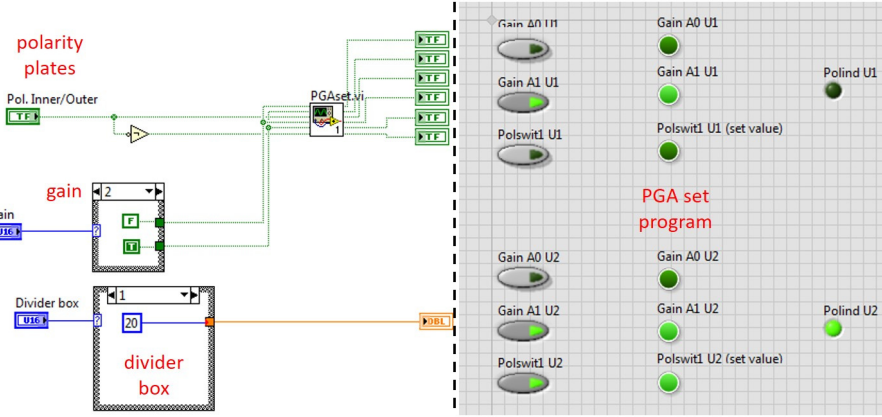 polarity
plates
Pol. Inner/Outer
TF
PGAset.vi
1
TF
TF
TF
TF
TF
TF
gain
ain
U16
2
?
F
T
Divider box
U16
1
?
20
DBL
divider
box
Gain A0 U1
Gain A0 U1
Gain A1 U1
Gain A1 U1
Polind U1
Polswit1 U1
Polswit1 U1 (set value)
PGA set
program
Gain A0 U2
Gain A0 U2
Gain A1 U2
Gain A1 U2
Polind U2
Polswit1 U2
Polswit1 U2 (set value)